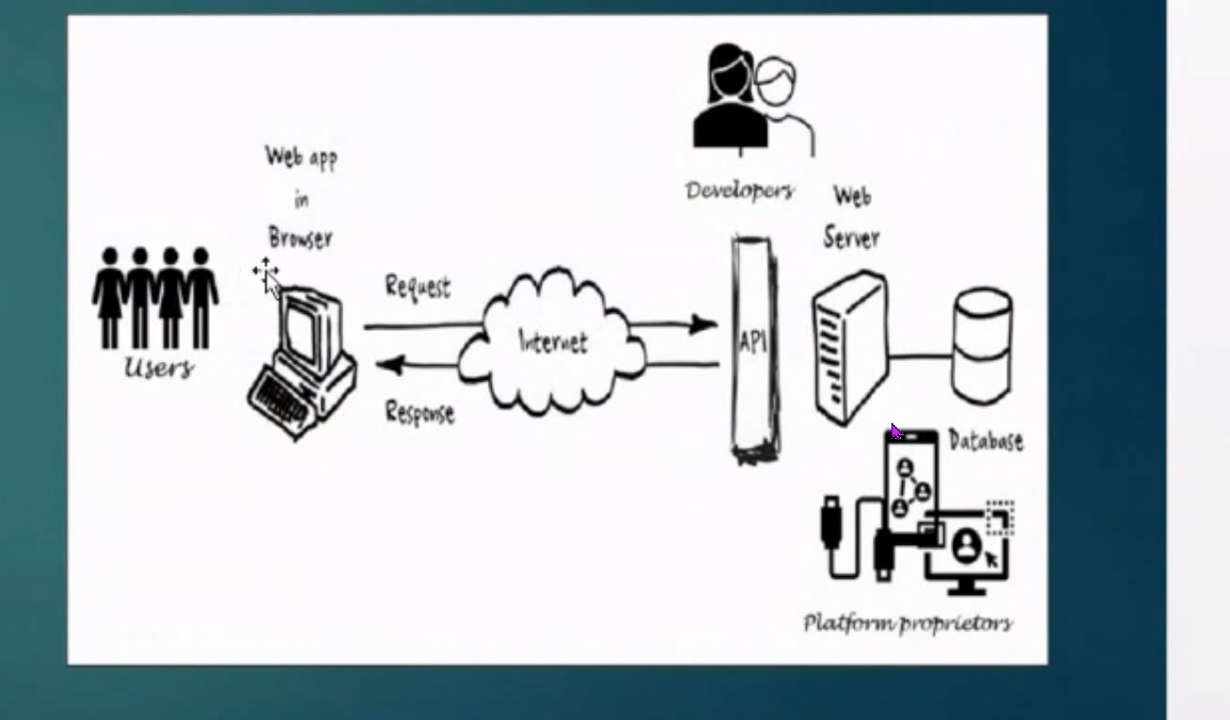 Developers
Web app
in
Browser
Web
Server
Users
Request
Internet
Response
API
Database
Platform proprietors